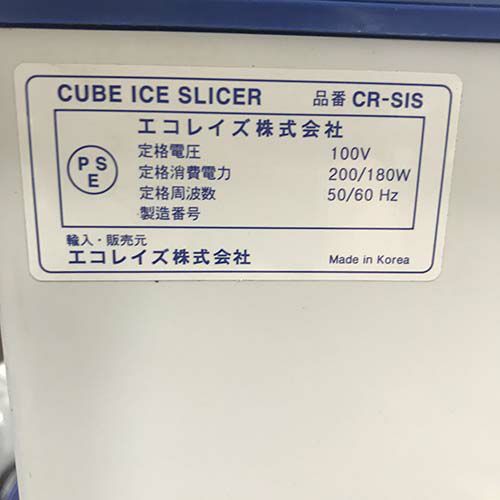 CUBE ICE SLICER 品番 CR-SIS
エコレイズ株式会社
定格電圧 100V
定格消費電力 200/180W
定格周波数 50/60 Hz
製造番号
PS
E
輸入・販売元
エコレイズ株式会社 Made in Korea